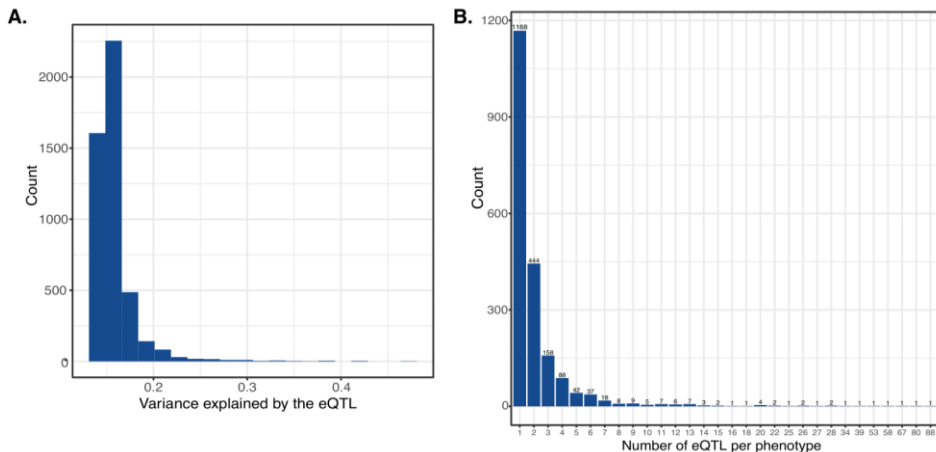 A.
2000
1500
1000
500
0
Count
0.2
0.3
0.4
Variance explained by the eQTL
B.
1200
900
600
300
0
Count
1168
444
158
88
42 37 18 8 9 5 7 6 7 3 2 1 1 4 2 1 2 1 2 1 1 1 1 1 1 1
1 2 3 4 5 6 7 8 9 10 11 12 13 14 15 16 18 20 22 25 26 27 28 34 39 53 58 67 80 88
Number of eQTL per phenotype